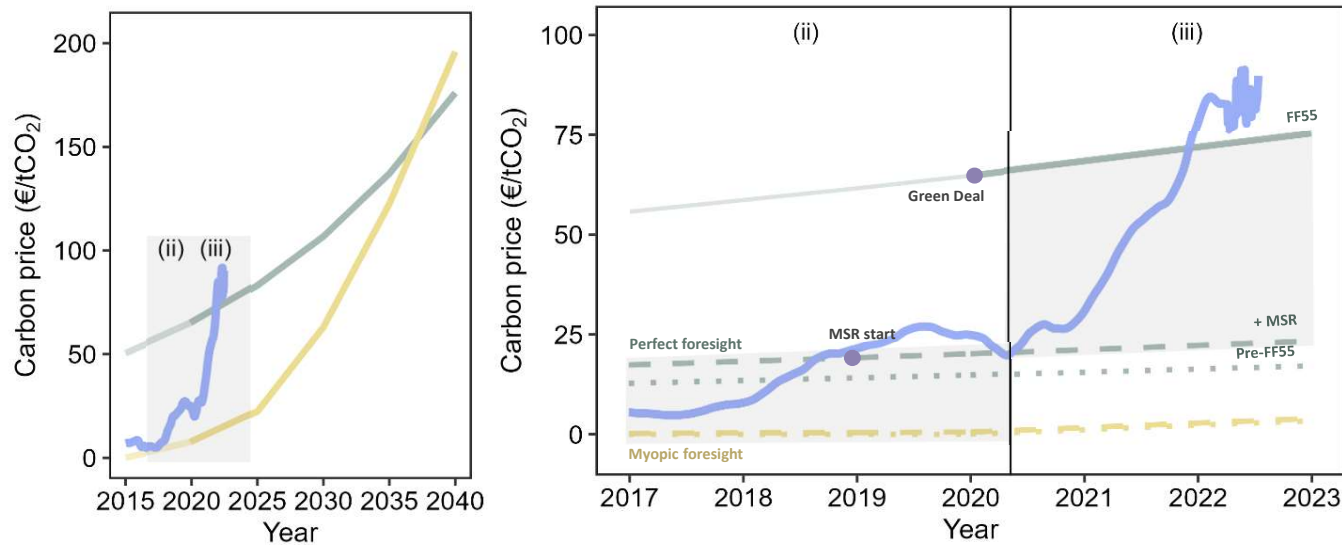 200
150
100
50
0
Carbon price (€/tCO₂)
(ii) (iii)
2015 2020 2025 2030 2035 2040
Year
100
75
50
25
0
Carbon price (€/tCO₂)
(ii) (iii)
FF55
Green Deal
MSR start
+ MSR
Perfect foresight
Pre-FF55
Myopic foresight
2017 2018 2019 2020 2021 2022 2023
Year